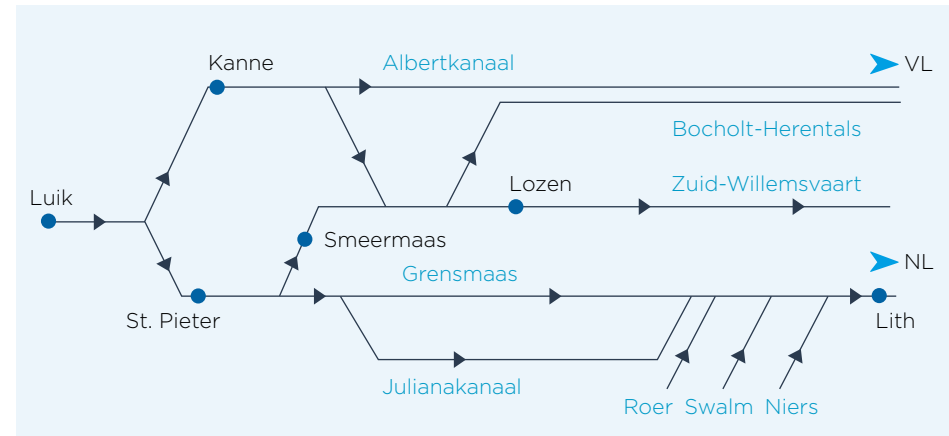 Kanne
Albertkanaal
VL
Bocholt-Herentals
Luik
Lozen
Zuid-Willemsvaart
Smeermaas
Grensmaas
NL
St. Pieter
Lith
Julianakanaal
Roer Swalm Niers